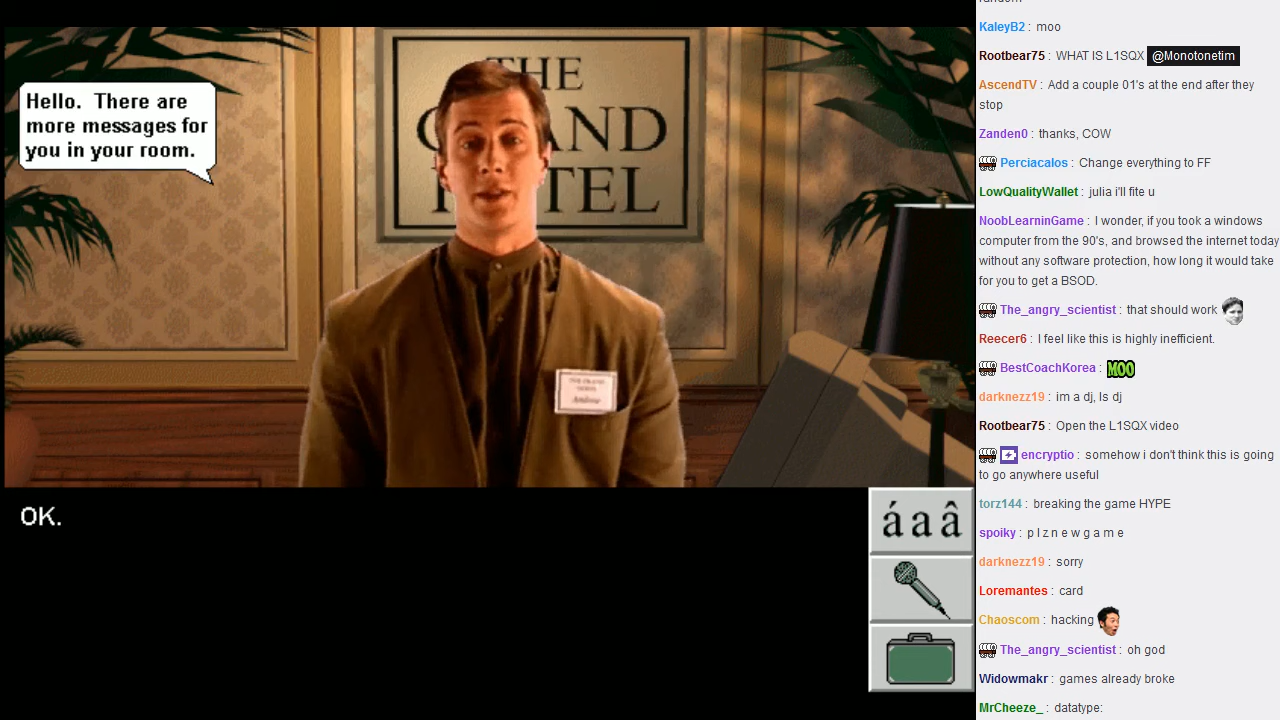 Hello. There are
more messages for
you in your room.
THE
GRAND
HOTEL
THE GRAND
HOTEL
Andrew
OK.
á a â
random
KaleyB2 : moo
Rootbear75 : WHAT IS L1SQX @Monotonetim
AscendTV : Add a couple 01's at the end after they
stop
Zanden0 : thanks, COW
Perciacalos : Change everything to FF
LowQualityWallet : julia i'll fite u
NoobLearninGame : I wonder, if you took a windows
computer from the 90's, and browsed the internet today
without any software protection, how long it would take
for you to get a BSOD.
The_angry_scientist : that should work
Reecer6 : I feel like this is highly inefficient.
BestCoachKorea : MOO
darknezz19 : im a dj, ls dj
Rootbear75 : Open the L1SQX video
encryptio : somehow i don't think this is going
to go anywhere useful
torz144 : breaking the game HYPE
spoiky : p l z n e w g a m e
darknezz19 : sorry
Loremantes : card
Chaoscom : hacking
The_angry_scientist : oh god
Widowmakr : games already broke
MrCheeze_ : datatype: